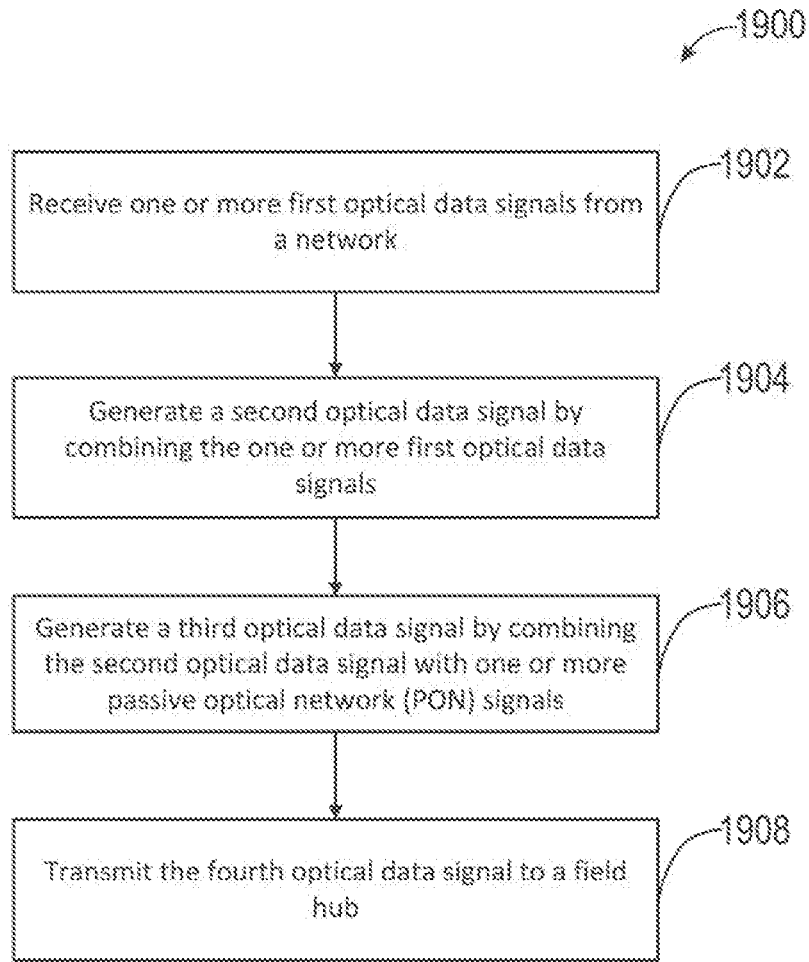 1900
1902
Receive one or more first optical data signals from
a network
1904
Generate a second optical data signal by
combining the one or more first optical data
signals
1906
Generate a third optical data signal by combining
the second optical data signal with one or more
passive optical network (PON) signals
1908
Transmit the fourth optical data signal to a field
hub